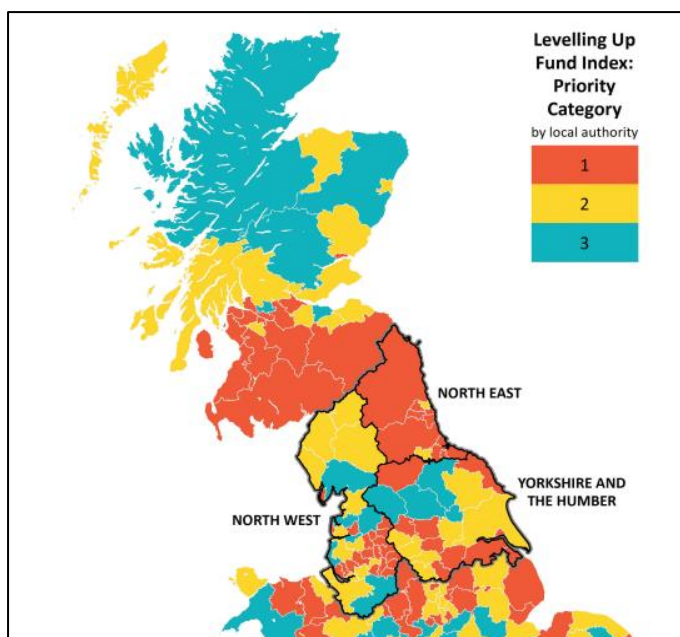 Levelling Up
Fund Index:
Priority
Category
by local authority
1
2
3
NORTH EAST
YORKSHIRE AND
THE HUMBER
NORTH WEST